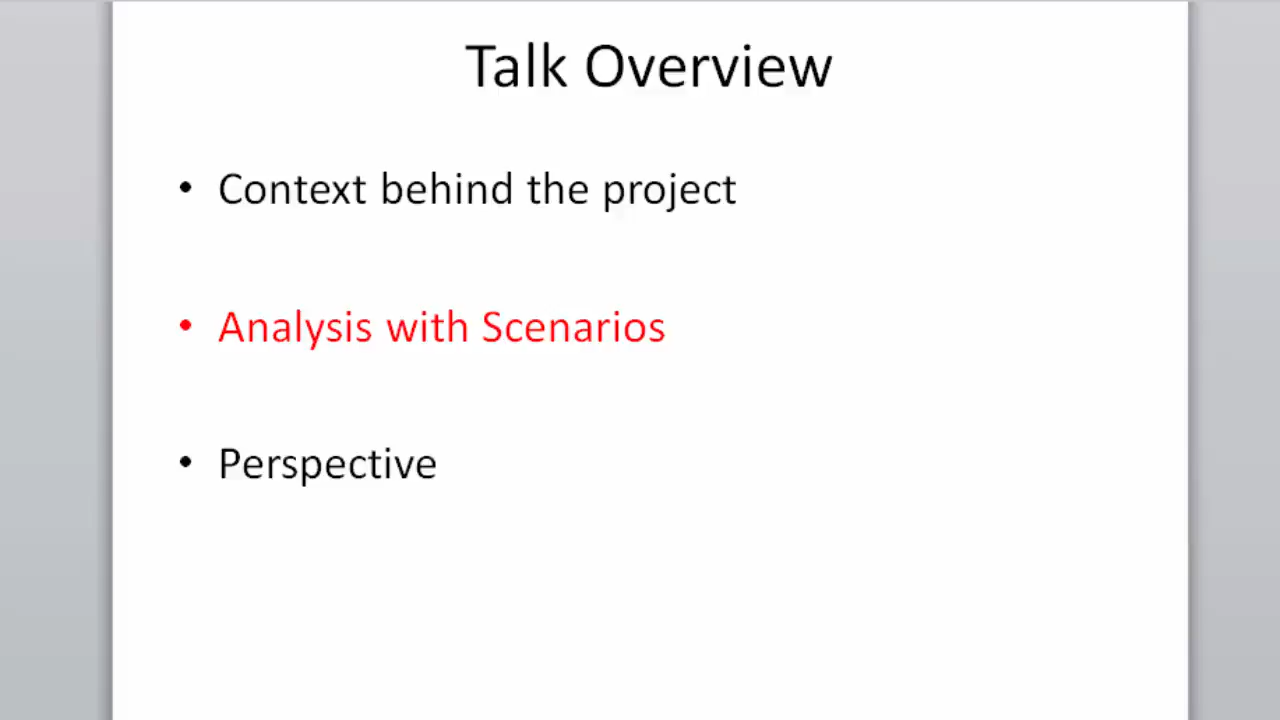 Talk Overview
• Context behind the project
• Analysis with Scenarios
• Perspective